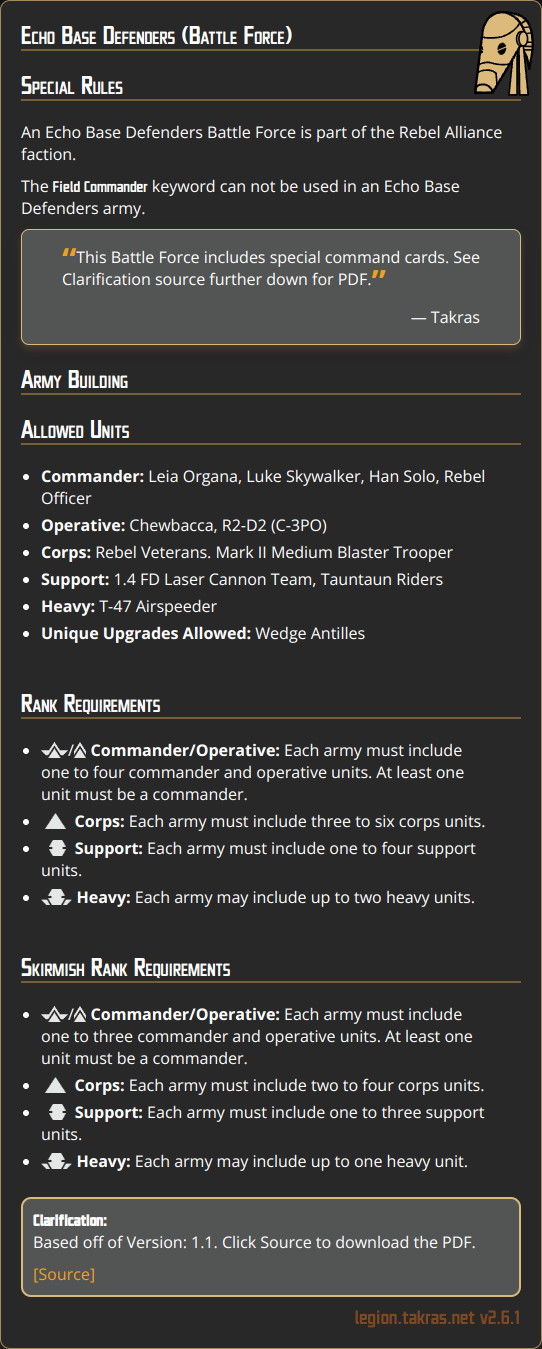 Echo Base Defenders (Battle Force)
Special Rules
An Echo Base Defenders Battle Force is part of the Rebel Alliance
faction.
The Field Commander keyword can not be used in an Echo Base
Defenders army.
"This Battle Force includes special command cards. See
Clarification source further down for PDF."
— Takras
Army Building
Allowed Units
• Commander: Leia Organa, Luke Skywalker, Han Solo, Rebel
Officer
• Operative: Chewbacca, R2-D2 (C-3PO)
• Corps: Rebel Veterans. Mark II Medium Blaster Trooper
• Support: 1.4 FD Laser Cannon Team, Tauntaun Riders
• Heavy: T-47 Airspeeder
• Unique Upgrades Allowed: Wedge Antilles
Rank Requirements
• / Commander/Operative: Each army must include
one to four commander and operative units. At least one
unit must be a commander.
• Corps: Each army must include three to six corps units.
• Support: Each army must include one to four support
units.
• Heavy: Each army may include up to two heavy units.
Skirmish Rank Requirements
• / Commander/Operative: Each army must include
one to three commander and operative units. At least one
unit must be a commander.
• Corps: Each army must include two to four corps units.
• Support: Each army must include one to three support
units.
• Heavy: Each army may include up to one heavy unit.
Clarification:
Based off of Version: 1.1. Click Source to download the PDF.
[Source]
legion.takras.net v2.6.1